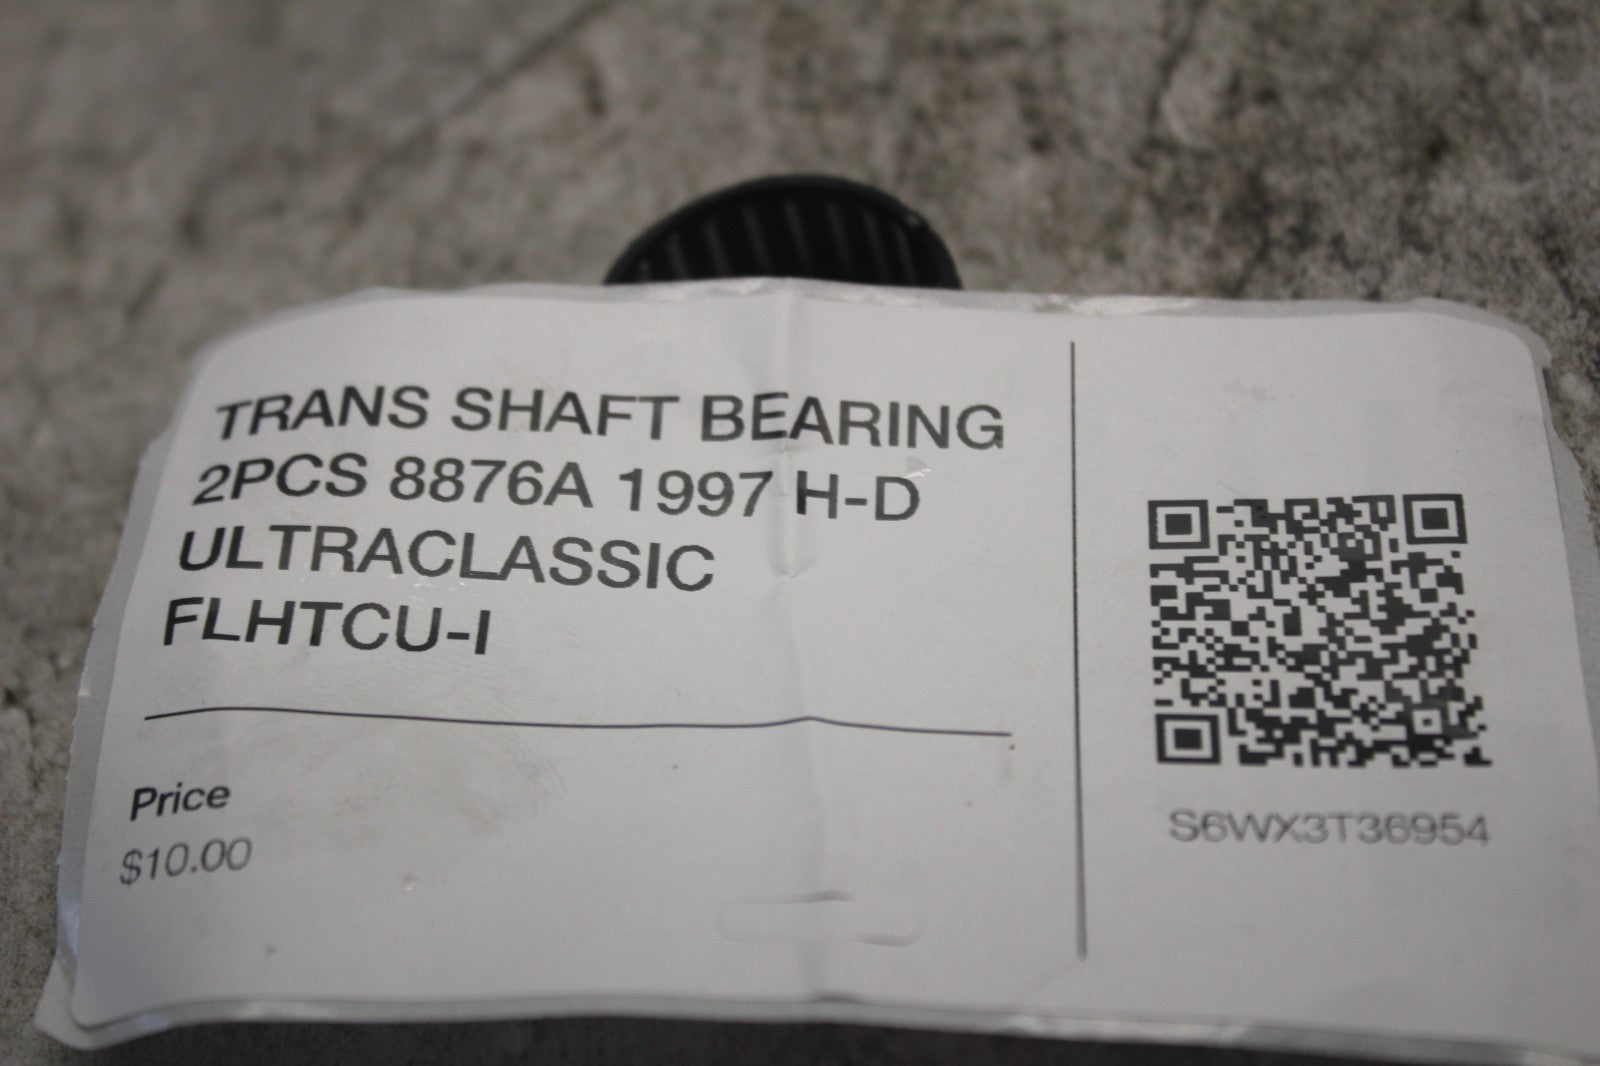 TRANS SHAFT BEARING
2PCS 8876A 1997 H-D
ULTRACLASSIC
FLHTCU-I
Price
$10.00
S6WX3T36954